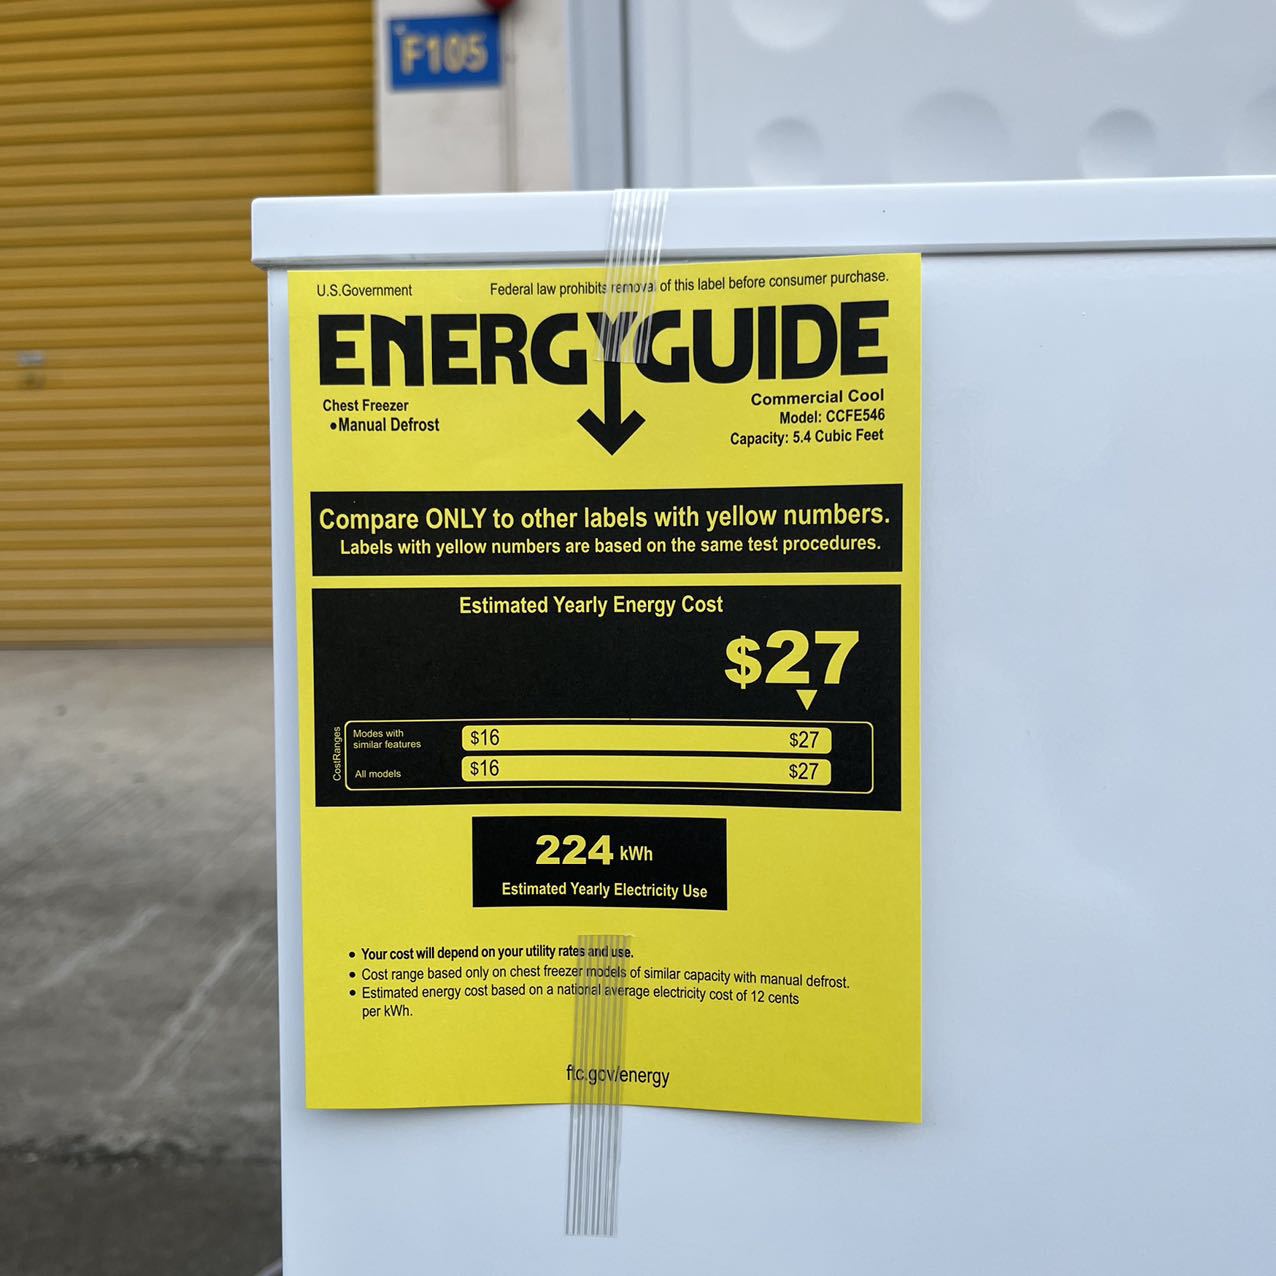 F105
U.S.Government
Federal law prohibits removal of this label before consumer purchase.
ENERGYGUIDE
Chest Freezer
•Manual Defrost
Commercial Cool
Model: CCFE546
Capacity: 5.4 Cubic Feet
Compare ONLY to other labels with yellow numbers.
Labels with yellow numbers are based on the same test procedures.
Estimated Yearly Energy Cost
$27
CostRanges
Modes with
similar features
$16 $27
All models
$16 $27
224 kWh
Estimated Yearly Electricity Use
• Your cost will depend on your utility rates and use.
• Cost range based only on chest freezer models of similar capacity with manual defrost.
• Estimated energy cost based on a national average electricity cost of 12 cents
per kWh.
ftc.gov/energy